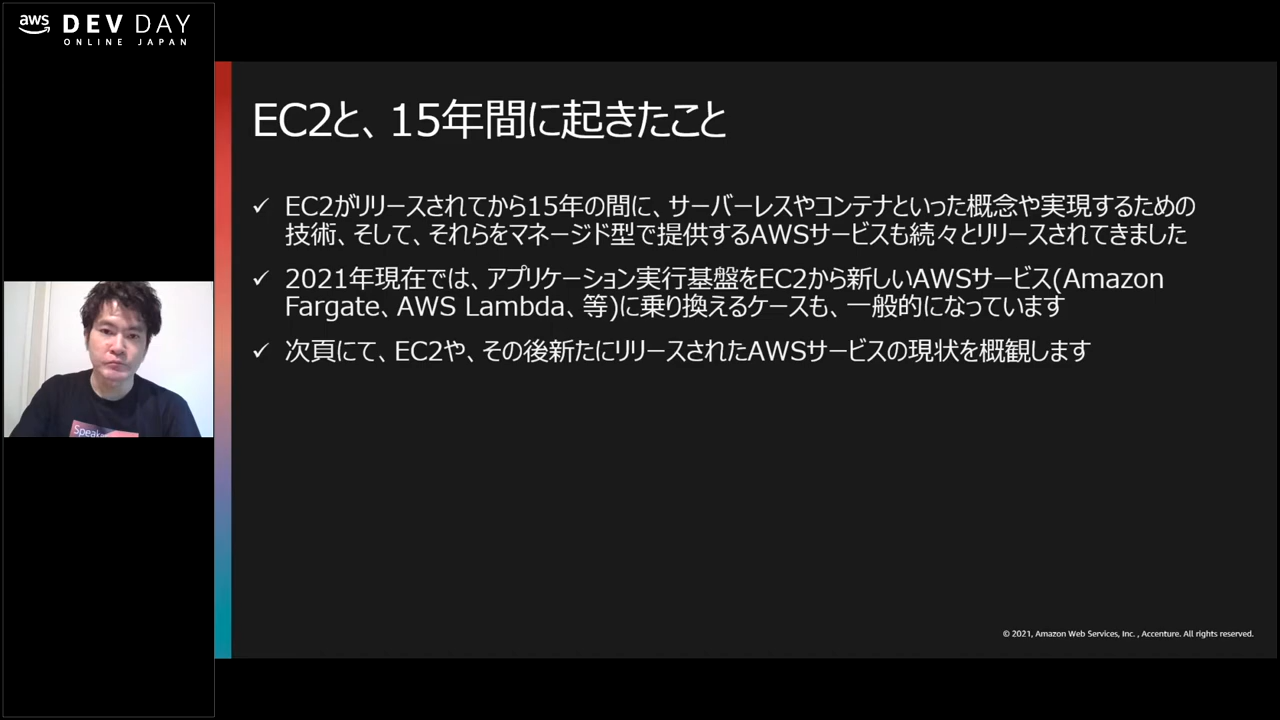 aws DEV DAY
ONLINE JAPAN
EC2と、15年間に起きたこと
✓ EC2がリリースされてから15年の間に、サーバーレスやコンテナといった概念や実現するための
技術、そして、それらをマネージド型で提供するAWSサービスも続々とリリースされてきました
✓ 2021年現在では、アプリケーション実行基盤をEC2から新しいAWSサービス(Amazon
Fargate、AWS Lambda、等)に乗り換えるケースも、一般的になっています
✓ 次頁にて、EC2や、その後新たにリリースされたAWSサービスの現状を概観します
© 2021, Amazon Web Services, Inc. , Accenture. All rights reserved.